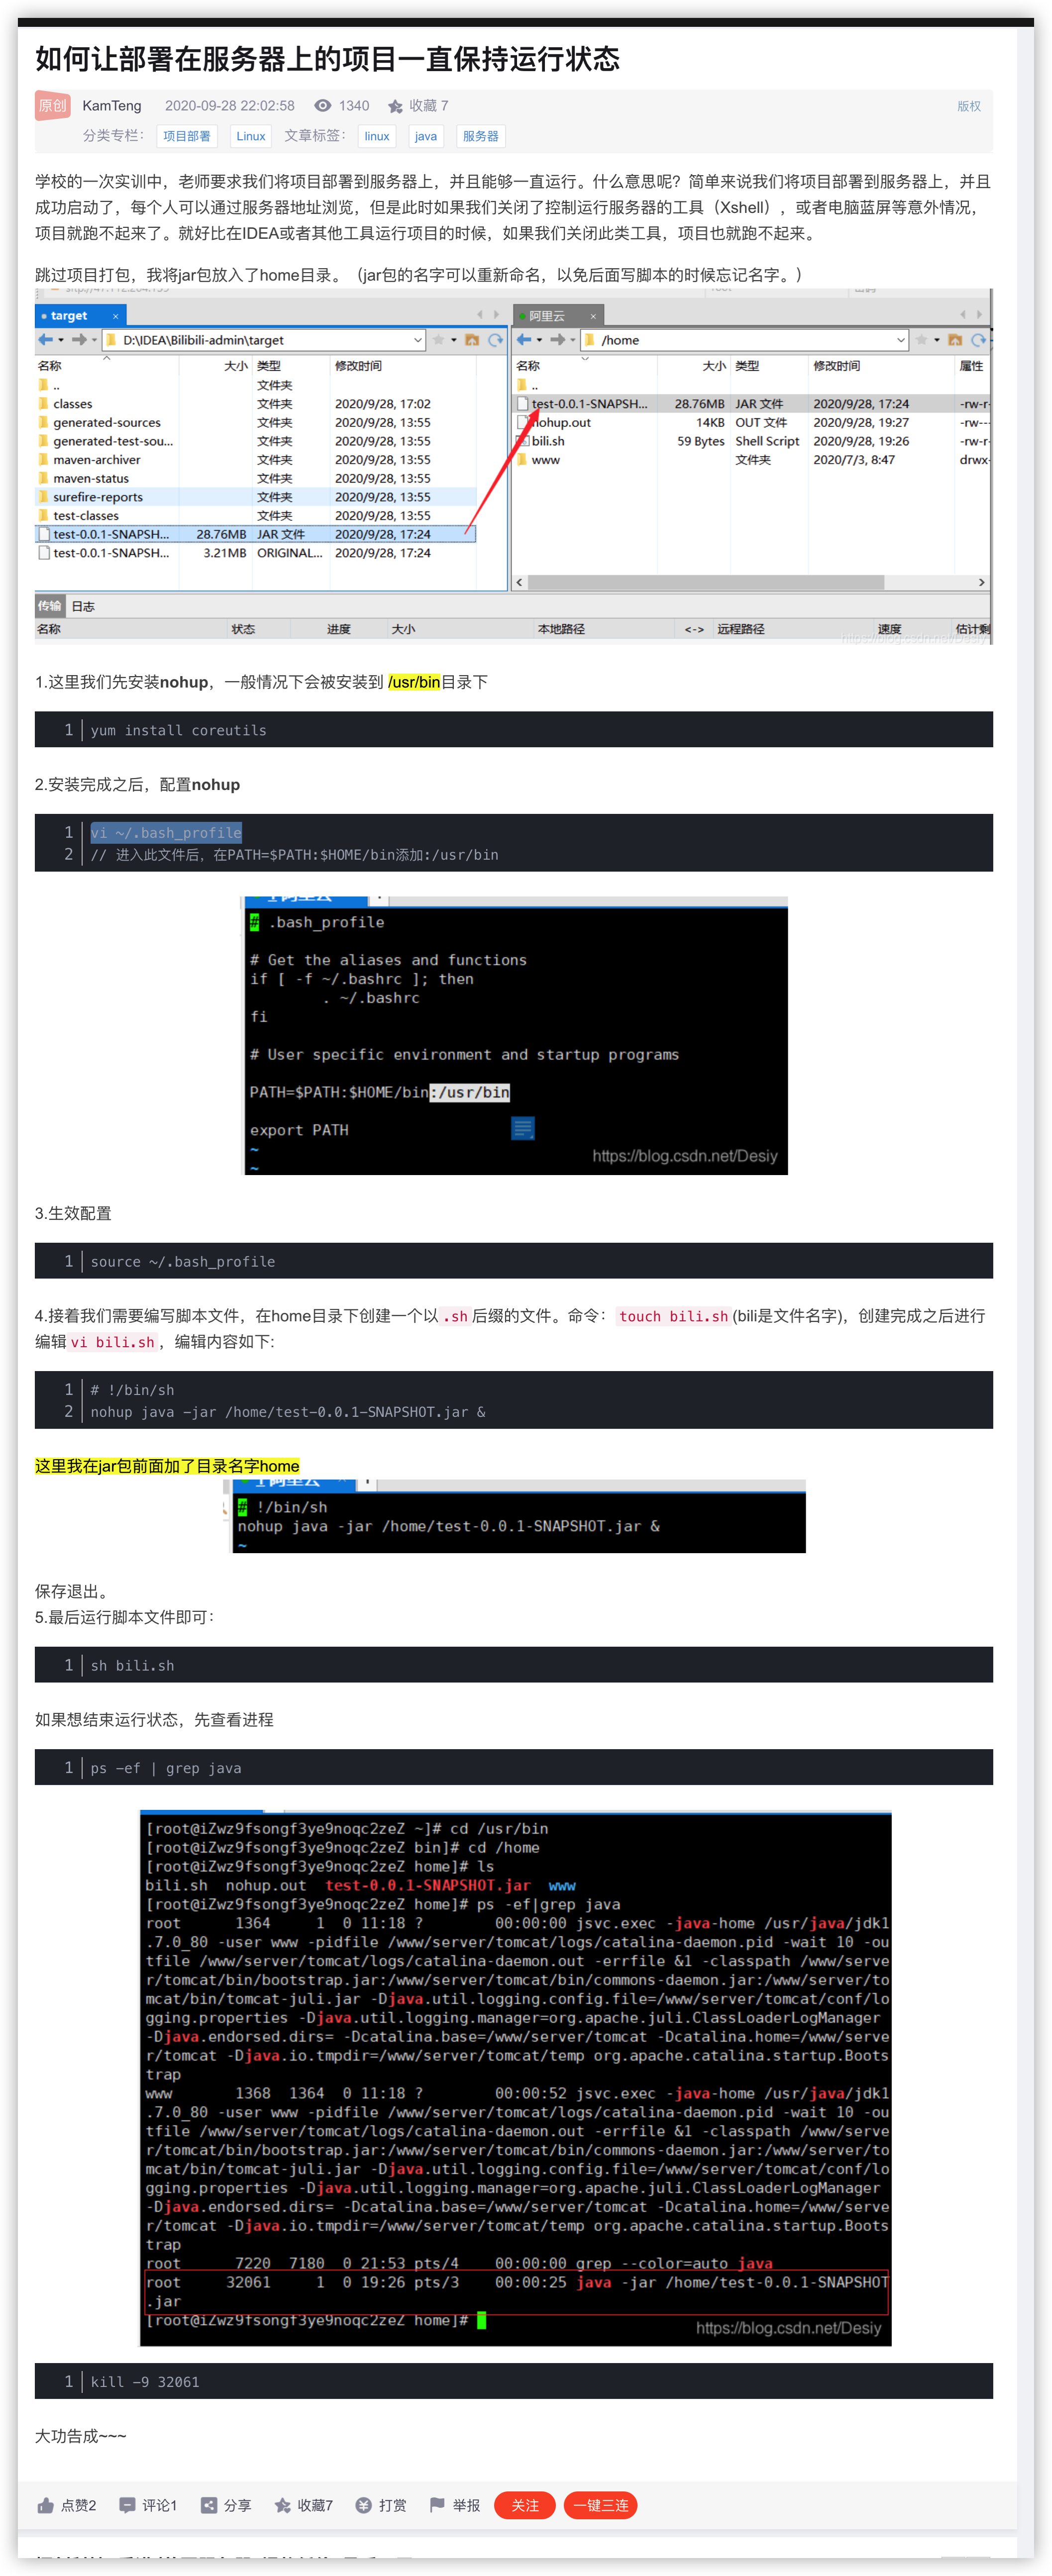 如何让部署在服务器上的项目一直保持运行状态
原创 KamTeng 2020-09-28 22:02:58 1340 收藏 7 版权
分类专栏： 项目部署 Linux 文章标签： linux java 服务器
学校的一次实训中，老师要求我们将项目部署到服务器上，并且能够一直运行。什么意思呢？简单来说我们将项目部署到服务器上，并且
成功启动了，每个人可以通过服务器地址浏览，但是此时如果我们关闭了控制运行服务器的工具（Xshell），或者电脑蓝屏等意外情况，
项目就跑不起来了。就好比在IDEA或者其他工具运行项目的时候，如果我们关闭此类工具，项目也就跑不起来。
跳过项目打包，我将jar包放入了home目录。（jar包的名字可以重新命名，以免后面写脚本的时候忘记名字。）
target × 阿里云 ×
D:\IDEA\Bilibili-admin\target /home
名称 大小 类型 修改时间 名称 大小 类型 修改时间 属性
.. 文件夹 ..
classes 文件夹 2020/9/28, 17:02 test-0.0.1-SNAPSH... 28.76MB JAR 文件 2020/9/28, 17:24 -rw-r-
generated-sources 文件夹 2020/9/28, 13:55 nohup.out 14KB OUT 文件 2020/9/28, 19:27 -rw---
generated-test-sou... 文件夹 2020/9/28, 13:55 bili.sh 59 Bytes Shell Script 2020/9/28, 19:26 -rw-r-
maven-archiver 文件夹 2020/9/28, 13:55 www 文件夹 2020/7/3, 8:47 drwx-
maven-status 文件夹 2020/9/28, 13:55
surefire-reports 文件夹 2020/9/28, 13:55
test-classes 文件夹 2020/9/28, 13:55
test-0.0.1-SNAPSH... 28.76MB JAR 文件 2020/9/28, 17:24
test-0.0.1-SNAPSH... 3.21MB ORIGINAL... 2020/9/28, 17:24
传输 日志
名称 状态 进度 大小 本地路径 <-> 远程路径 速度 估计剩
https://blog.csdn.net/Desiy
1.这里我们先安装nohup，一般情况下会被安装到 /usr/bin目录下
1 yum install coreutils
2.安装完成之后，配置nohup
1 vi ~/.bash_profile
2 // 进入此文件后，在PATH=$PATH:$HOME/bin添加:/usr/bin
# .bash_profile
# Get the aliases and functions
if [ -f ~/.bashrc ]; then
. ~/.bashrc
fi
# User specific environment and startup programs
PATH=$PATH:$HOME/bin:/usr/bin
export PATH
~
https://blog.csdn.net/Desiy
~
3.生效配置
1 source ~/.bash_profile
4.接着我们需要编写脚本文件，在home目录下创建一个以.sh后缀的文件。命令：touch bili.sh(bili是文件名字)，创建完成之后进行
编辑vi bili.sh，编辑内容如下:
1 # !/bin/sh
2 nohup java -jar /home/test-0.0.1-SNAPSHOT.jar &
这里我在jar包前面加了目录名字home
# !/bin/sh
nohup java -jar /home/test-0.0.1-SNAPSHOT.jar &
~
保存退出。
5.最后运行脚本文件即可：
1 sh bili.sh
如果想结束运行状态，先查看进程
1 ps -ef | grep java
[root@iZwz9fsongf3ye9noqc2zeZ ~]# cd /usr/bin
[root@iZwz9fsongf3ye9noqc2zeZ bin]# cd /home
[root@iZwz9fsongf3ye9noqc2zeZ home]# ls
bili.sh nohup.out test-0.0.1-SNAPSHOT.jar www
[root@iZwz9fsongf3ye9noqc2zeZ home]# ps -ef|grep java
root 1364 1 0 11:18 ? 00:00:00 jsvc.exec -java-home /usr/java/jdk1
.7.0_80 -user www -pidfile /www/server/tomcat/logs/catalina-daemon.pid -wait 10 -ou
tfile /www/server/tomcat/logs/catalina-daemon.out -errfile &1 -classpath /www/serve
r/tomcat/bin/bootstrap.jar:/www/server/tomcat/bin/commons-daemon.jar:/www/server/to
mcat/bin/tomcat-juli.jar -Djava.util.logging.config.file=/www/server/tomcat/conf/lo
gging.properties -Djava.util.logging.manager=org.apache.juli.ClassLoaderLogManager
-Djava.endorsed.dirs= -Dcatalina.base=/www/server/tomcat -Dcatalina.home=/www/serve
r/tomcat -Djava.io.tmpdir=/www/server/tomcat/temp org.apache.catalina.startup.Boots
trap
www 1368 1364 0 11:18 ? 00:00:52 jsvc.exec -java-home /usr/java/jdk1
.7.0_80 -user www -pidfile /www/server/tomcat/logs/catalina-daemon.pid -wait 10 -ou
tfile /www/server/tomcat/logs/catalina-daemon.out -errfile &1 -classpath /www/serve
r/tomcat/bin/bootstrap.jar:/www/server/tomcat/bin/commons-daemon.jar:/www/server/to
mcat/bin/tomcat-juli.jar -Djava.util.logging.config.file=/www/server/tomcat/conf/lo
gging.properties -Djava.util.logging.manager=org.apache.juli.ClassLoaderLogManager
-Djava.endorsed.dirs= -Dcatalina.base=/www/server/tomcat -Dcatalina.home=/www/serve
r/tomcat -Djava.io.tmpdir=/www/server/tomcat/temp org.apache.catalina.startup.Boots
trap
root 7220 7180 0 21:53 pts/4 00:00:00 grep --color=auto java
root 32061 1 0 19:26 pts/3 00:00:25 java -jar /home/test-0.0.1-SNAPSHOT
.jar
[root@iZwz9fsongf3ye9noqc2zeZ home]#
https://blog.csdn.net/Desiy
1 kill -9 32061
大功告成~~~
点赞2 评论1 分享 收藏7 打赏 举报 关注 一键三连